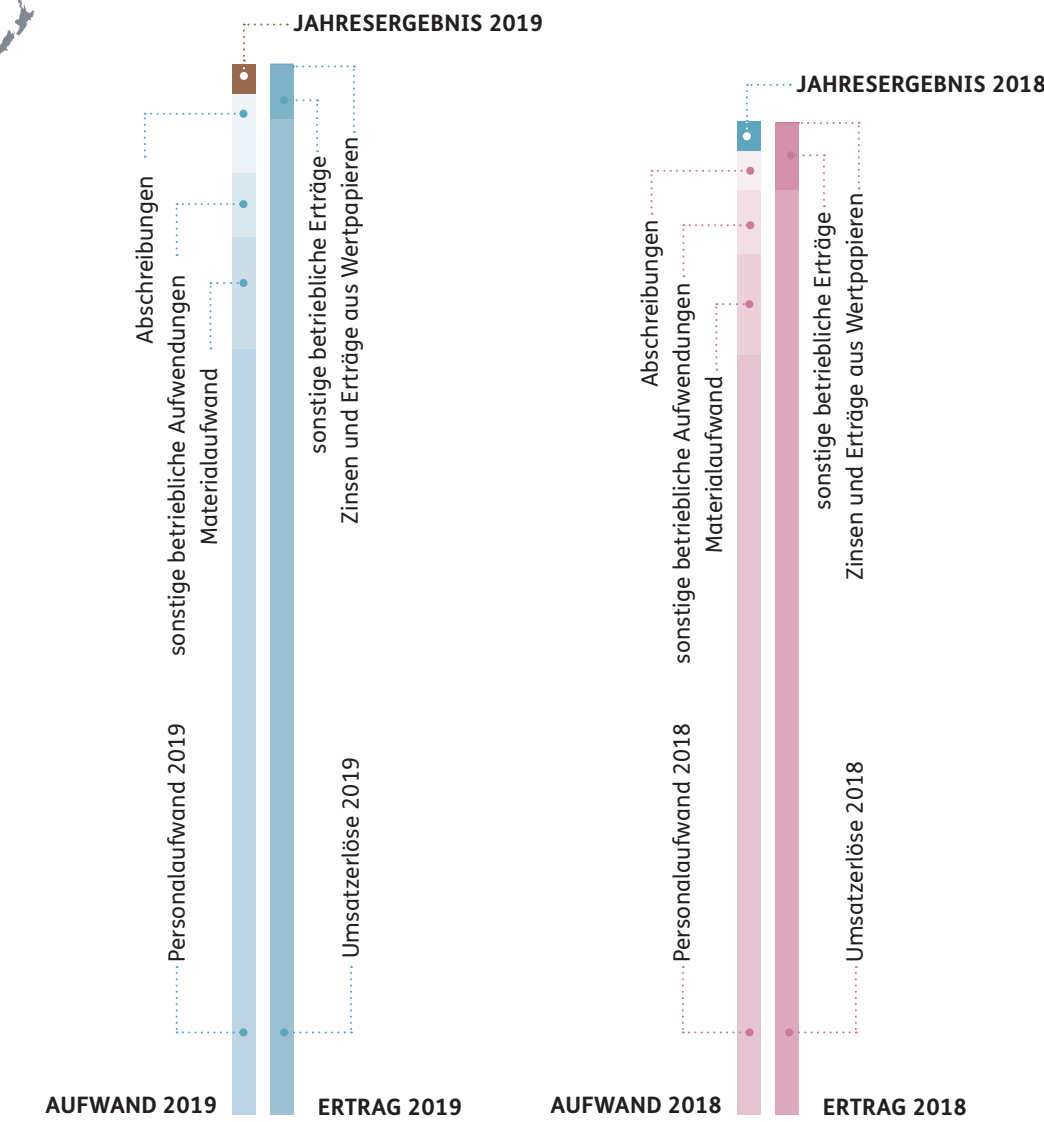 JAHRESERGEBNIS 2019
Abschreibungen
sonstige betriebliche Aufwendungen
Materialaufwand
sonstige betriebliche Erträge
Zinsen und Erträge aus Wertpapieren
Personalaufwand 2019
Umsatzerlöse 2019
AUFWAND 2019
ERTRAG 2019
JAHRESERGEBNIS 2018
Abschreibungen
sonstige betriebliche Aufwendungen
Materialaufwand
sonstige betriebliche Erträge
Zinsen und Erträge aus Wertpapieren
Personalaufwand 2018
Umsatzerlöse 2018
AUFWAND 2018
ERTRAG 2018